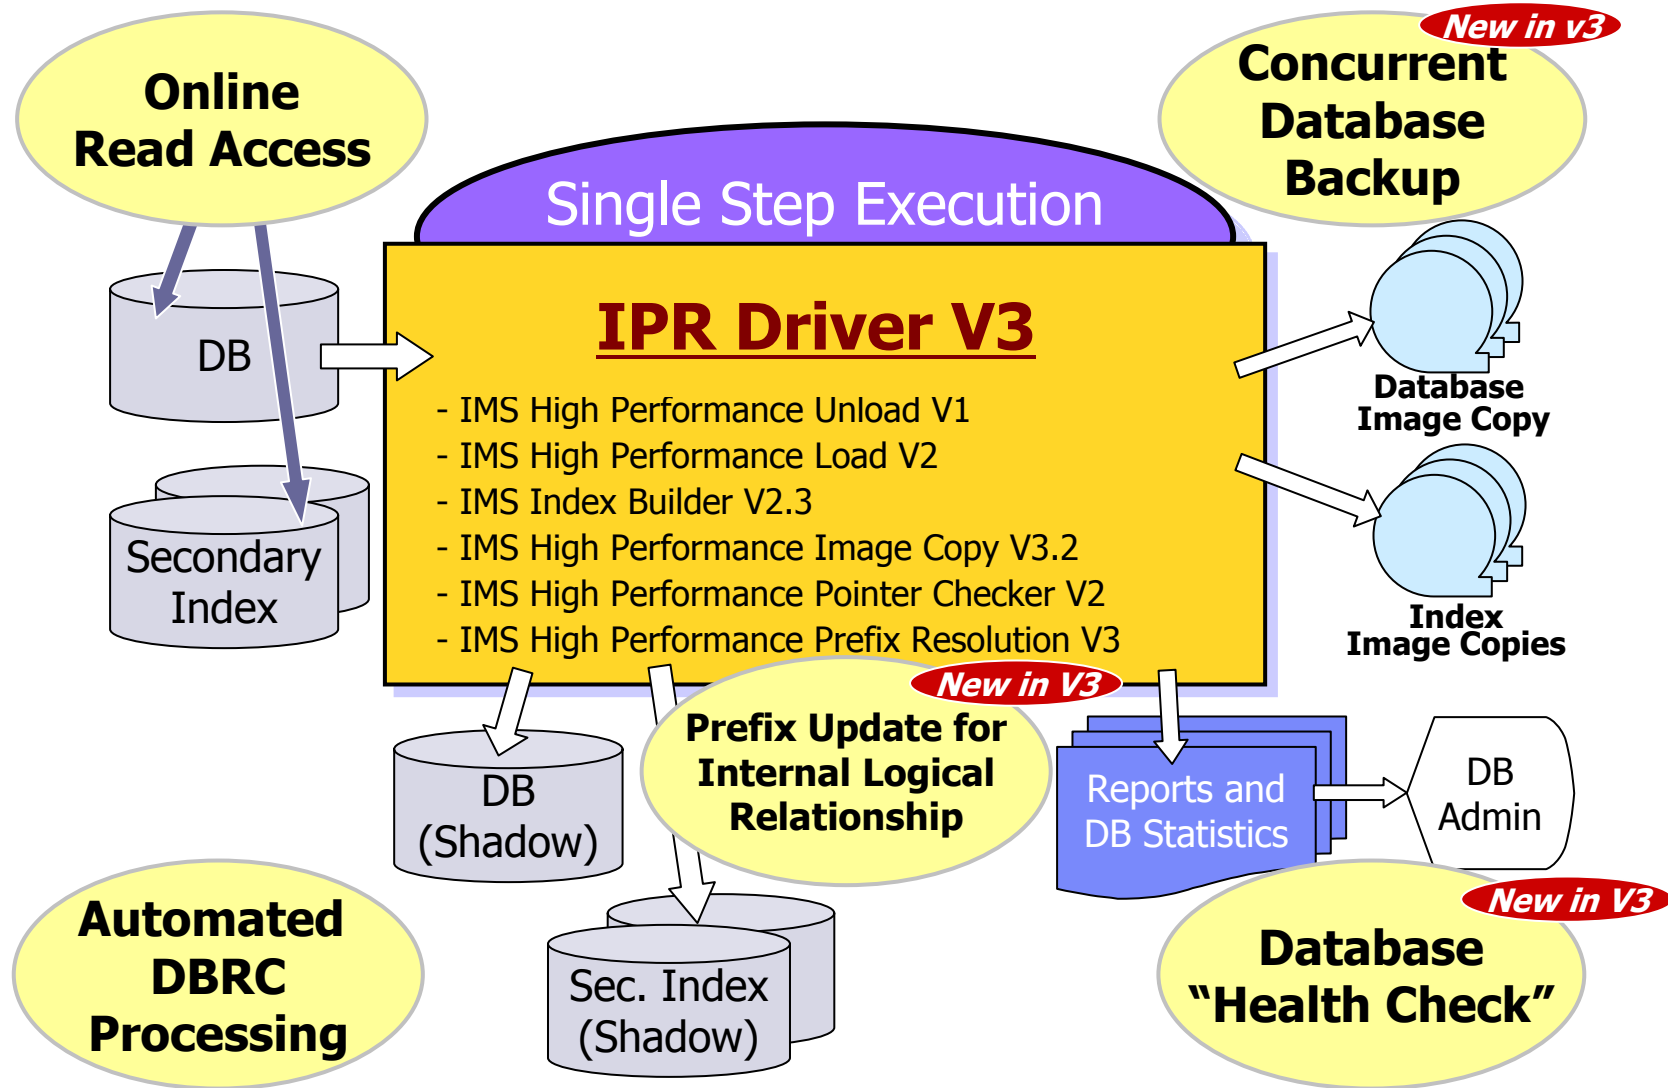 Online
Read Access
New in v3
Concurrent
Database
Backup
Single Step Execution
IPR Driver V3
- IMS High Performance Unload V1
- IMS High Performance Load V2
- IMS Index Builder V2.3
- IMS High Performance Image Copy V3.2
- IMS High Performance Pointer Checker V2
- IMS High Performance Prefix Resolution V3
DB
Secondary
Index
Database
Image Copy
Index
Image Copies
New in V3
Prefix Update for
Internal Logical
Relationship
DB
(Shadow)
Sec. Index
(Shadow)
Reports and
DB Statistics
DB
Admin
Automated
DBRC
Processing
New in V3
Database
“Health Check”